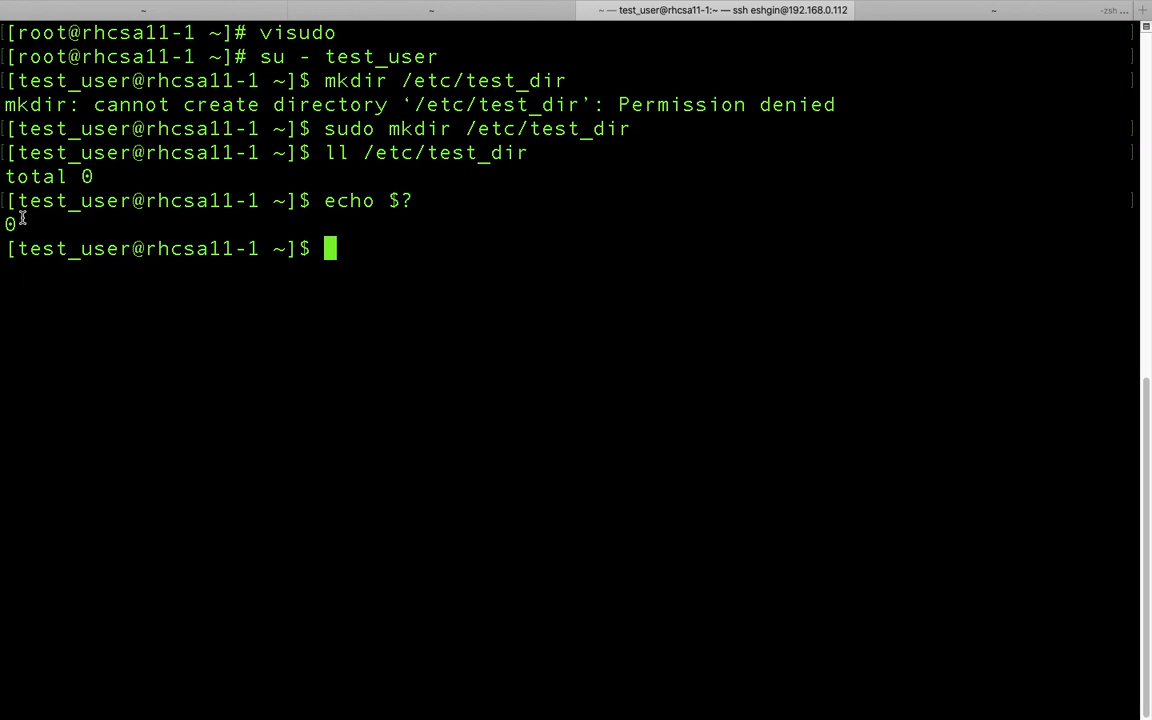 ~
~
~ — test_user@rhcsa11-1:~ — ssh eshgin@192.168.0.112
~
-zsh ...
[[root@rhcsa11-1 ~]# visudo
[[root@rhcsa11-1 ~]# su - test_user
[[test_user@rhcsa11-1 ~]$ mkdir /etc/test_dir
mkdir: cannot create directory ‘/etc/test_dir’: Permission denied
[[test_user@rhcsa11-1 ~]$ sudo mkdir /etc/test_dir
[[test_user@rhcsa11-1 ~]$ ll /etc/test_dir
total 0
[[test_user@rhcsa11-1 ~]$ echo $?
0
[test_user@rhcsa11-1 ~]$